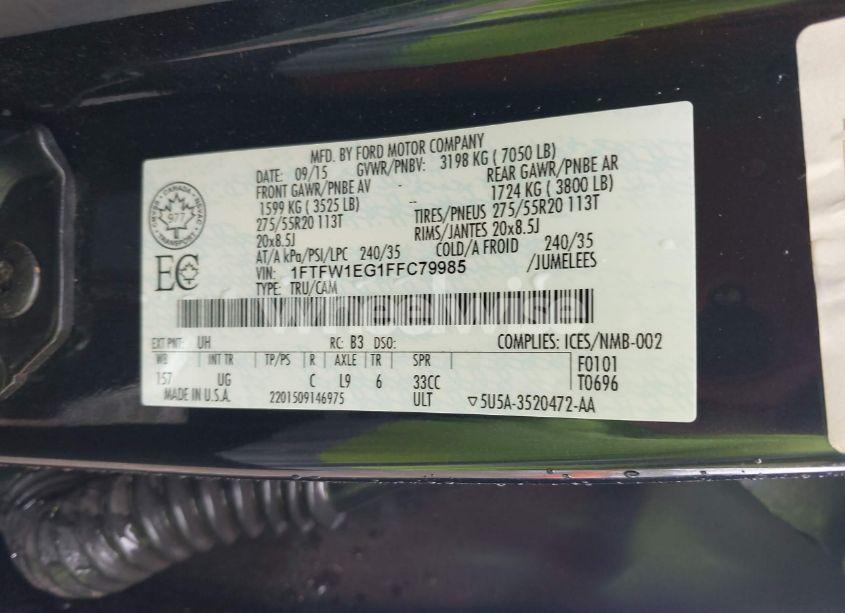 MFD. BY FORD MOTOR COMPANY
DATE: 09/15 GVWR/PNBV: 3198 KG ( 7050 LB)
FRONT GAWR/PNBE AV - REAR GAWR/PNBE AR
1599 KG ( 3525 LB) -- 1724 KG ( 3800 LB)
275/55R20 113T TIRES/PNEUS 275/55R20 113T
20x8.5J RIMS/JANTES 20x8.5J
AT/A kPa/PSI/LPC 240/35 COLD/A FROID 240/35
VIN: 1FTFW1EG1FFC79985 /JUMELEES
TYPE: TRU/CAM
CANADA
977
TRANSPORT
EC
Wheelwise
EXT PNT: UH RC: B3 DSO: COMPLIES: ICES/NMB-002
WB INT TR TP/PS R AXLE TR SPR F0101
157 UG C L9 6 33CC T0696
MADE IN U.S.A. 2201509146975 ULT ▽5U5A-3520472-AA